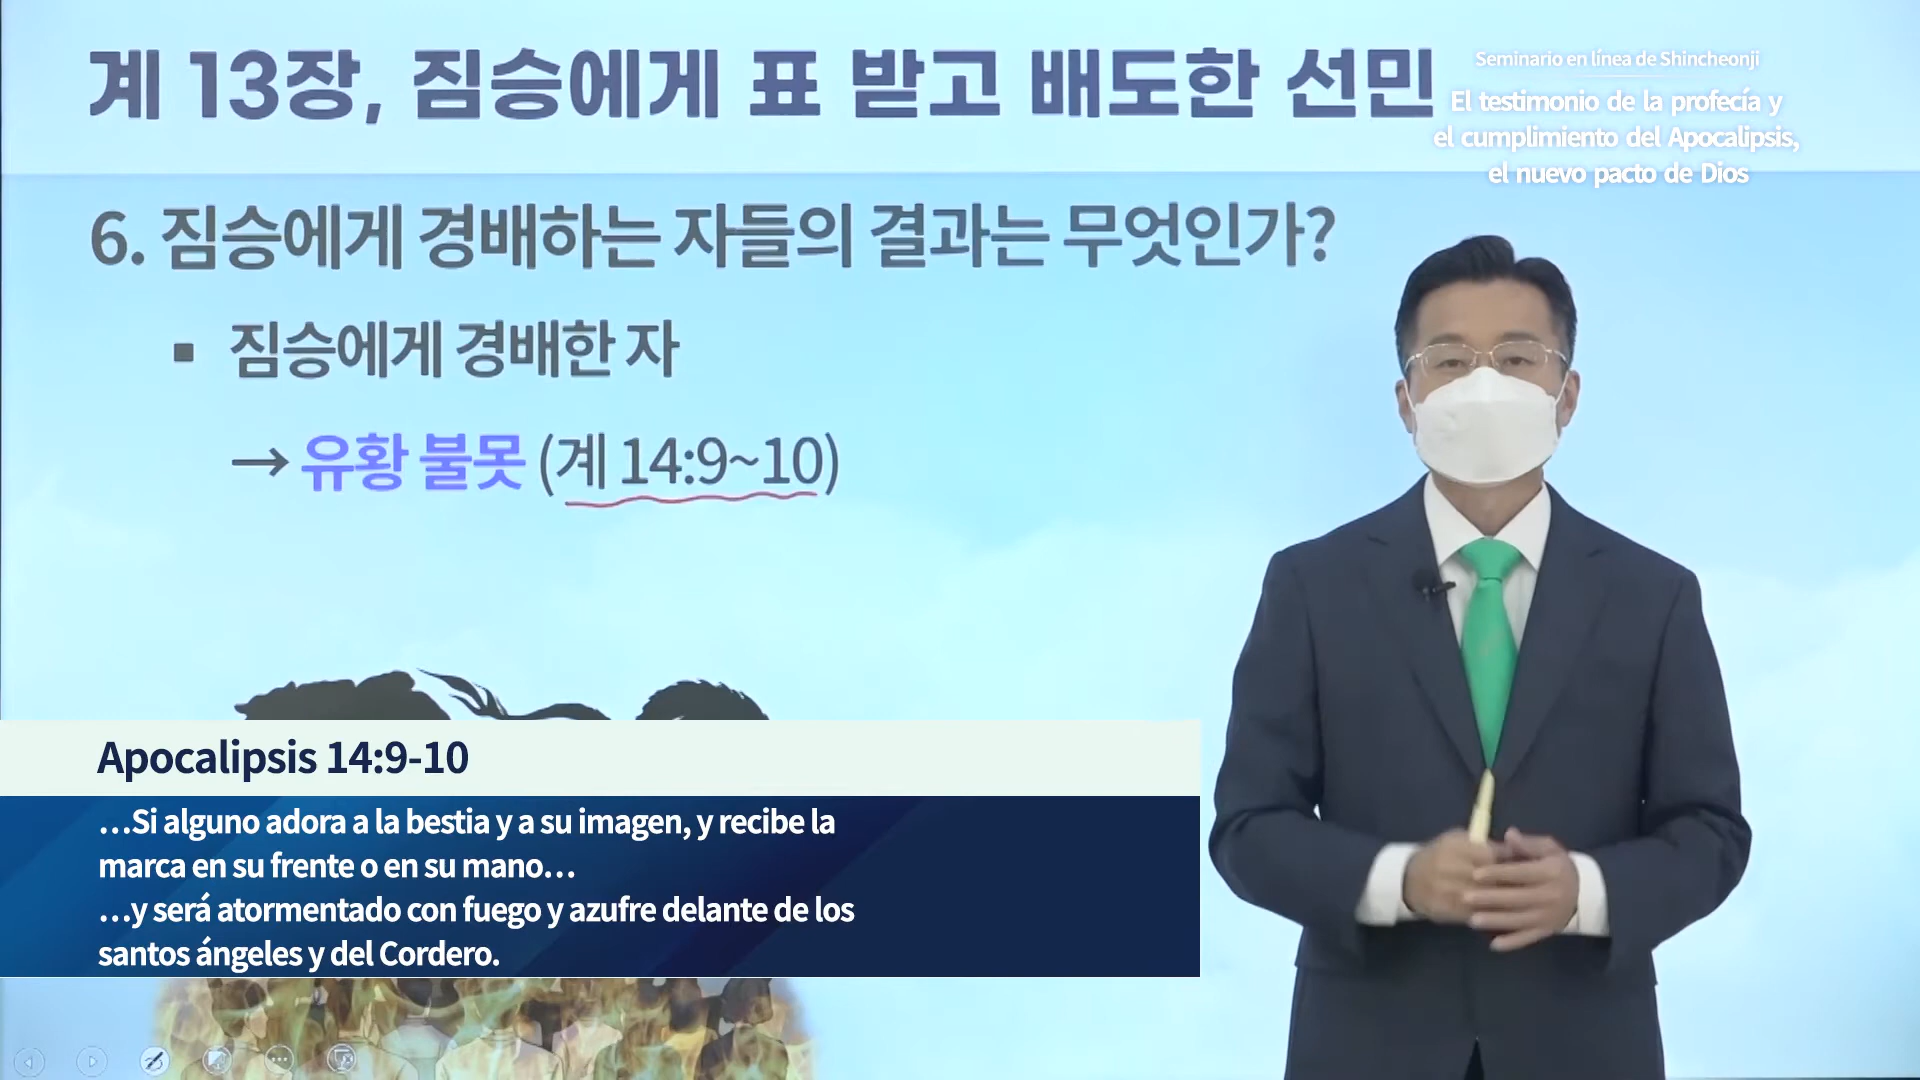 계 13장, 짐승에게 표 받고 배도한 선민
Seminario en línea de Shincheonji
El testimonio de la profecía y
el cumplimiento del Apocalipsis,
el nuevo pacto de Dios
6. 짐승에게 경배하는 자들의 결과는 무엇인가?
▪ 짐승에게 경배한 자
→ 유황 불못 (계 14:9~10)
Apocalipsis 14:9-10
…Si alguno adora a la bestia y a su imagen, y recibe la
marca en su frente o en su mano…
…y será atormentado con fuego y azufre delante de los
santos ángeles y del Cordero.